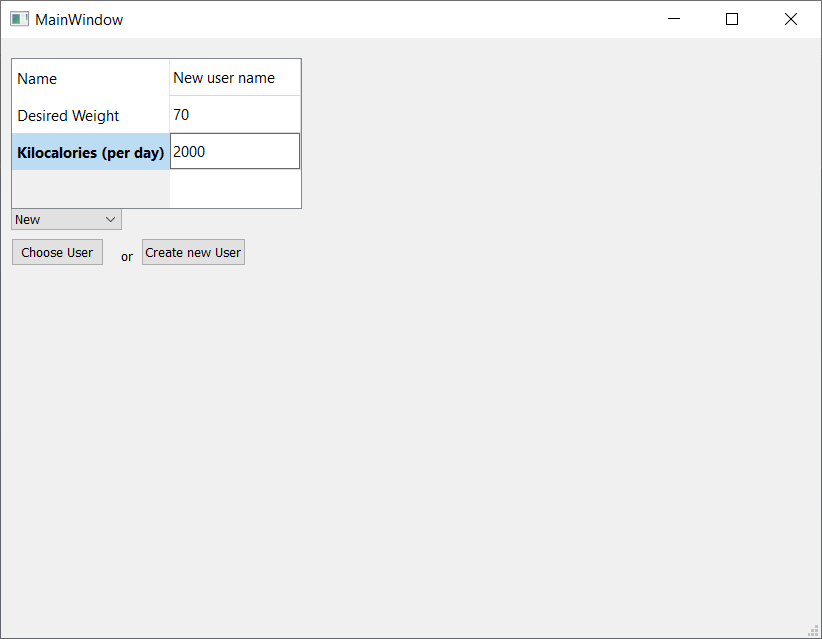 MainWindow
Name New user name
Desired Weight 70
Kilocalories (per day) 2000
New
Choose User or Create new User